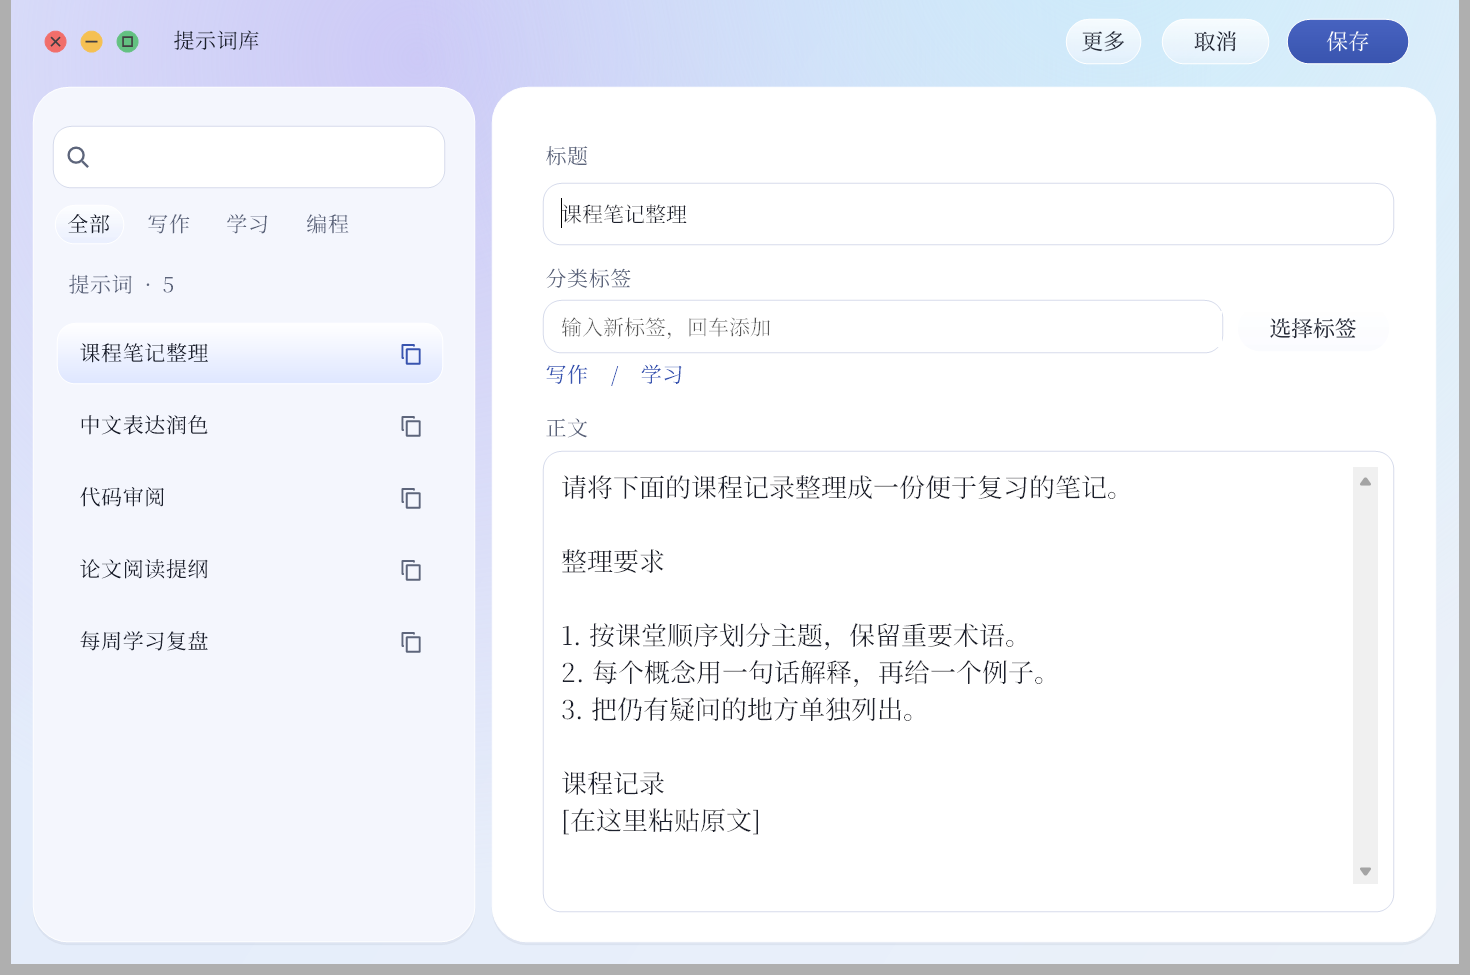 提示词库
更多
取消
保存
全部
写作
学习
编程
提示词 · 5
课程笔记整理
中文表达润色
代码审阅
论文阅读提纲
每周学习复盘
标题
课程笔记整理
分类标签
输入新标签，回车添加
选择标签
写作 / 学习
正文
请将下面的课程记录整理成一份便于复习的笔记。
整理要求
1. 按课堂顺序划分主题，保留重要术语。
2. 每个概念用一句话解释，再给一个例子。
3. 把仍有疑问的地方单独列出。
课程记录
[在这里粘贴原文]